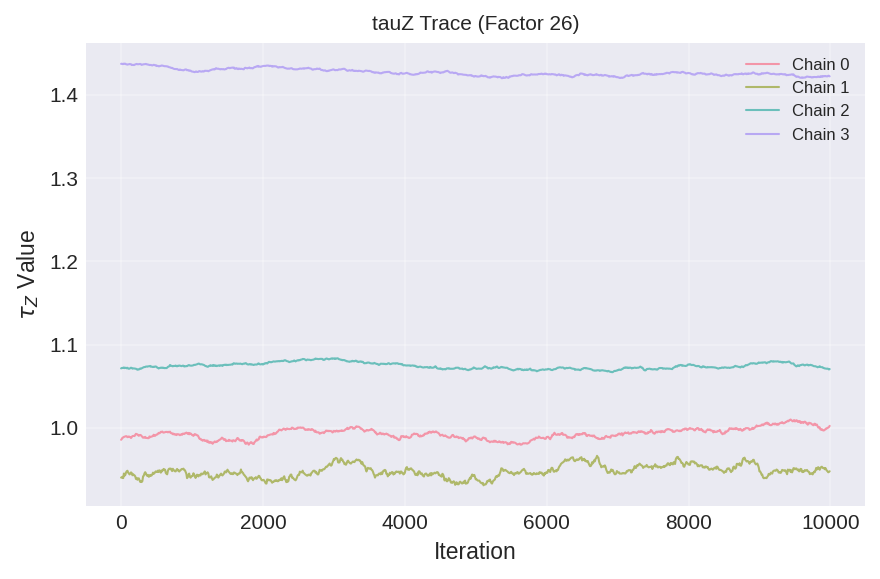 tauZ Trace (Factor 26)
τZ Value
1.4
1.3
1.2
1.1
1.0
Chain 0
Chain 1
Chain 2
Chain 3
0 2000 4000 6000 8000 10000
Iteration